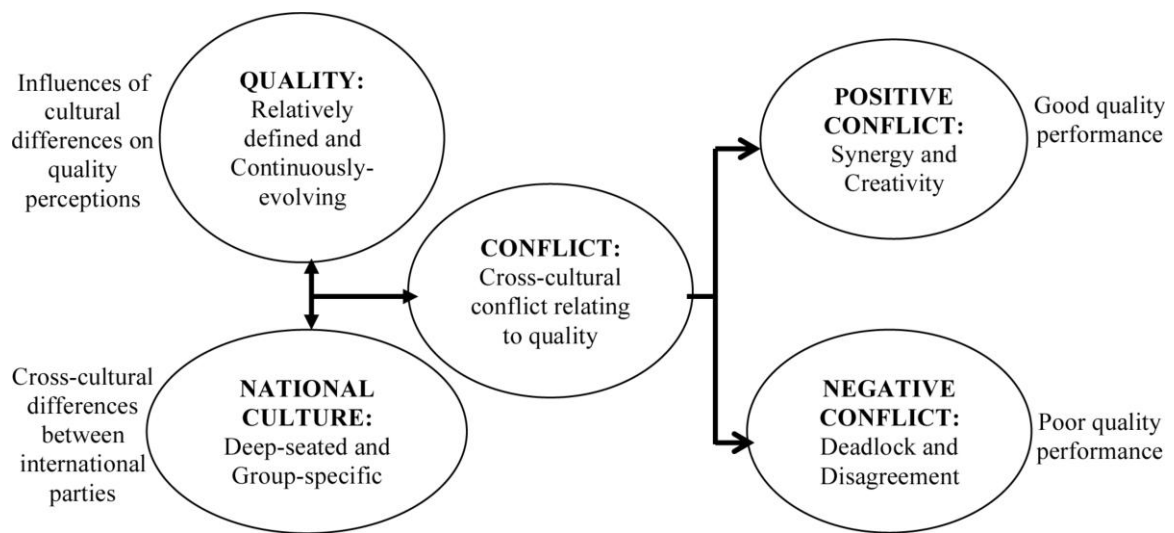 Influences of
cultural
differences on
quality
perceptions
QUALITY:
Relatively
defined and
Continuously-
evolving
CONFLICT:
Cross-cultural
conflict relating
to quality
POSITIVE
CONFLICT:
Synergy and
Creativity
Good quality
performance
Cross-cultural
differences
between
international
parties
NATIONAL
CULTURE:
Deep-seated and
Group-specific
NEGATIVE
CONFLICT:
Deadlock and
Disagreement
Poor quality
performance